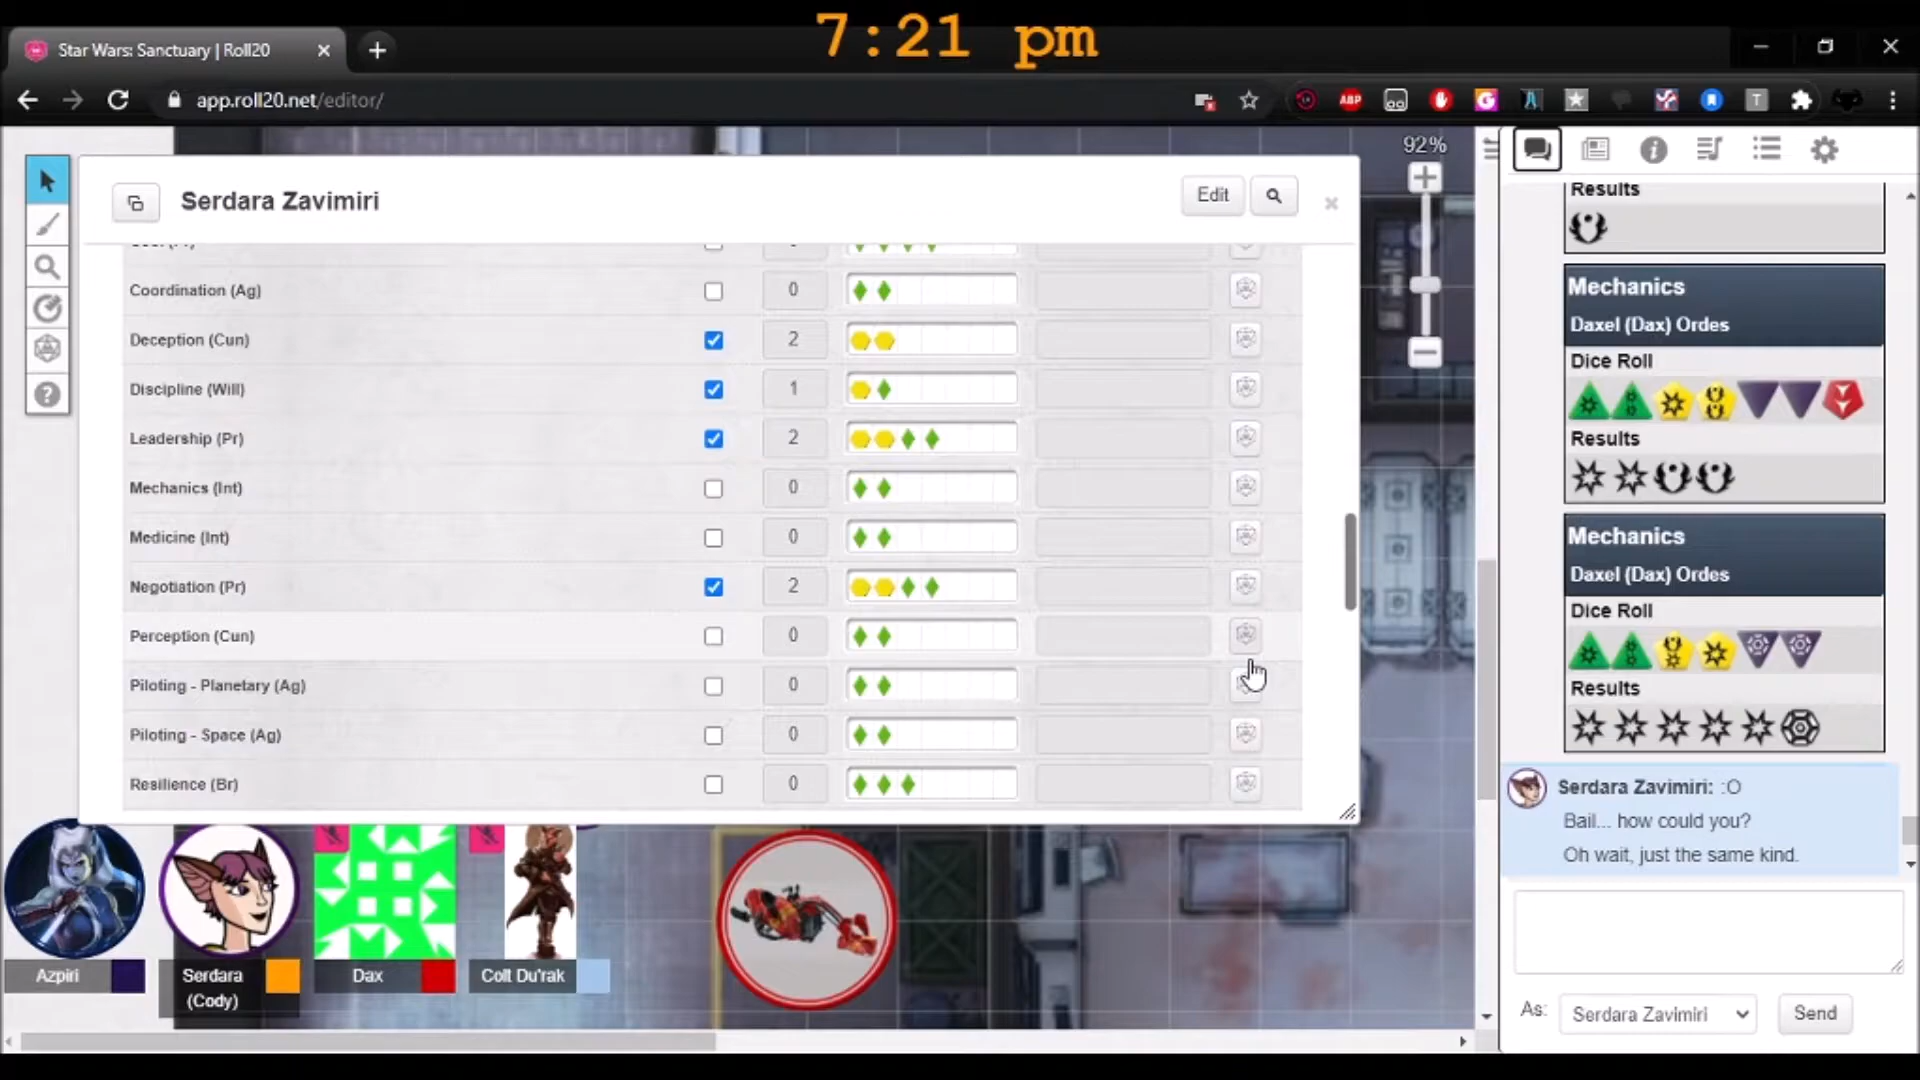 7:21 pm
Star Wars: Sanctuary | Roll20
app.roll20.net/editor/
ABP
T
92%
Serdara Zavimiri
Edit
Coordination (Ag) 0
Deception (Cun) 2
Discipline (Will) 1
Leadership (Pr) 2
Mechanics (Int) 0
Medicine (Int) 0
Negotiation (Pr) 2
Perception (Cun) 0
Piloting - Planetary (Ag) 0
Piloting - Space (Ag) 0
Resilience (Br) 0
Azpiri
Serdara
(Cody)
Dax
Colt Du'rak
Results
Mechanics
Daxel (Dax) Ordes
Dice Roll
Results
Mechanics
Daxel (Dax) Ordes
Dice Roll
Results
Serdara Zavimiri: :O
Bail... how could you?
Oh wait, just the same kind.
As: Serdara Zavimiri
Send